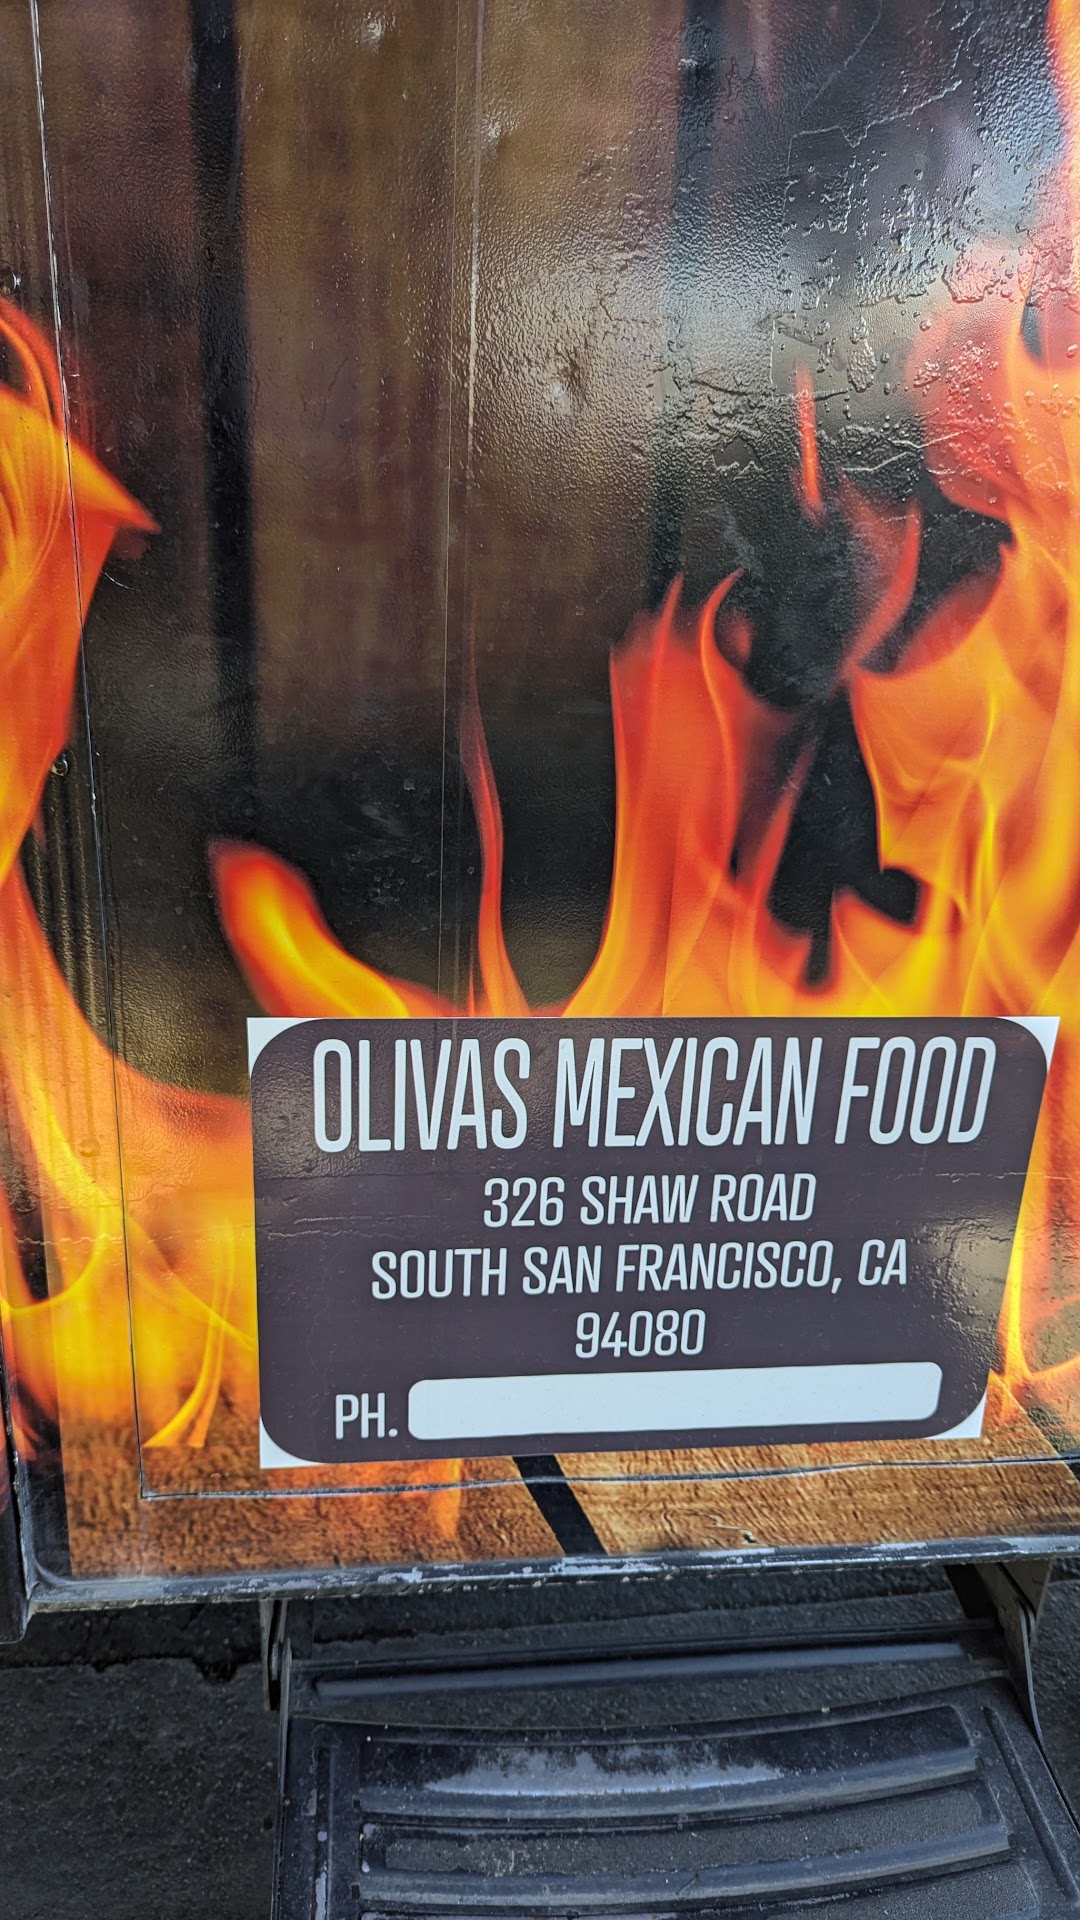 OLIVAS MEXICAN FOOD
326 SHAW ROAD
SOUTH SAN FRANCISCO, CA
94080
PH.